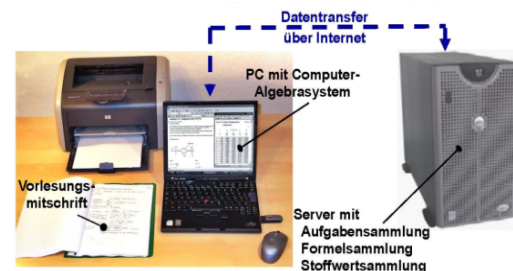 Datentransfer
über Internet
PC mit Computer-
Algebrasystem
Vorlesungs-
mitschrift
Server mit
Aufgabensammlung
Formelsammlung
Stoffwertsammlung